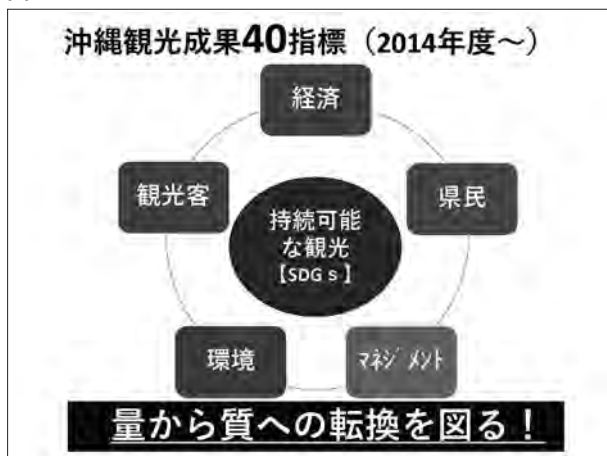 沖縄観光成果40指標（2014年度～）
経済
観光客
県民
持続可能
な観光
【SDGｓ】
環境
ﾏﾈｼﾞﾒﾝﾄ
量から質への転換を図る！